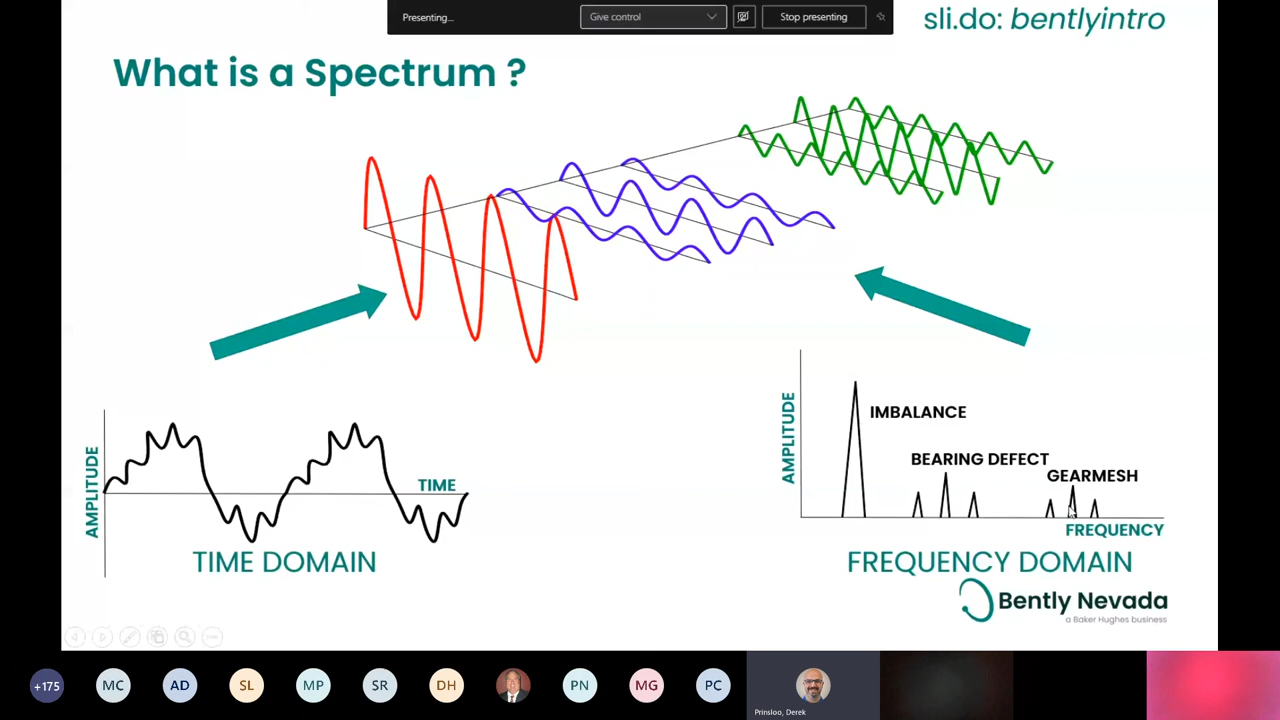 Presenting...
Give control
Stop presenting
sli.do: bentlyintro
What is a Spectrum ?
AMPLITUDE
TIME
TIME DOMAIN
AMPLITUDE
IMBALANCE
BEARING DEFECT
GEARMESH
FREQUENCY
FREQUENCY DOMAIN
Bently Nevada
a Baker Hughes business
+175
MC
AD
SL
MP
SR
DH
PN
MG
PC
Prinsloo, Derek